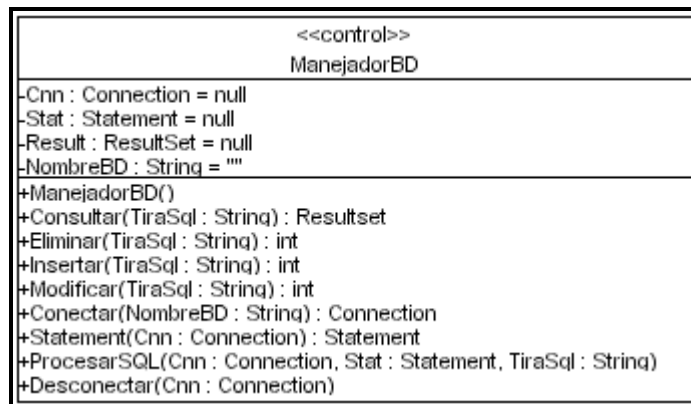 <<control>>
ManejadorBD
-Cnn : Connection = null
-Stat : Statement = null
-Result : ResultSet = null
-NombreBD : String = ""
+ManejadorBD()
+Consultar(TiraSql : String) : Resultset
+Eliminar(TiraSql : String) : int
+Insertar(TiraSql : String) : int
+Modificar(TiraSql : String) : int
+Conectar(NombreBD : String) : Connection
+Statement(Cnn : Connection) : Statement
+ProcesarSQL(Cnn : Connection, Stat : Statement, TiraSql : String)
+Desconectar(Cnn : Connection)